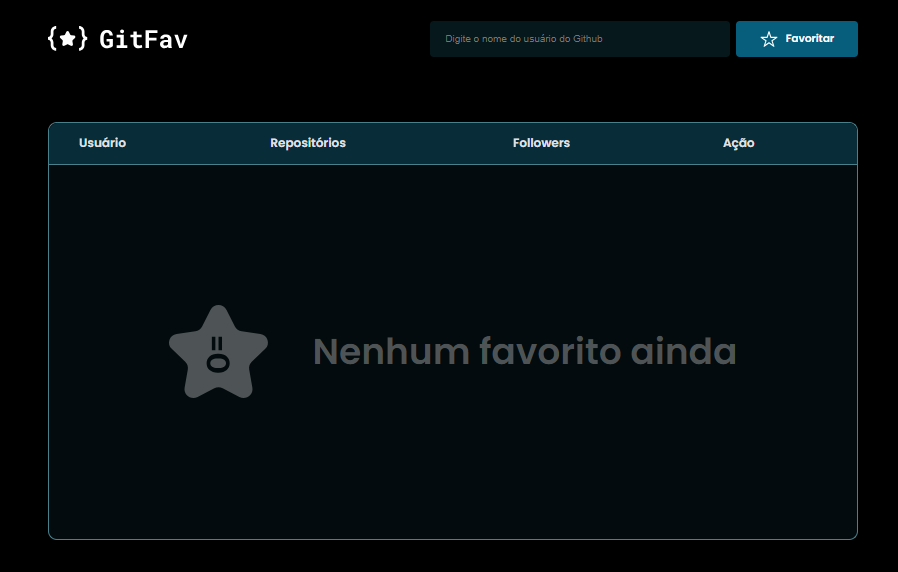 {★} GitFav
Digite o nome do usuário do Github
Favoritar
Usuário Repositórios Followers Ação
Nenhum favorito ainda